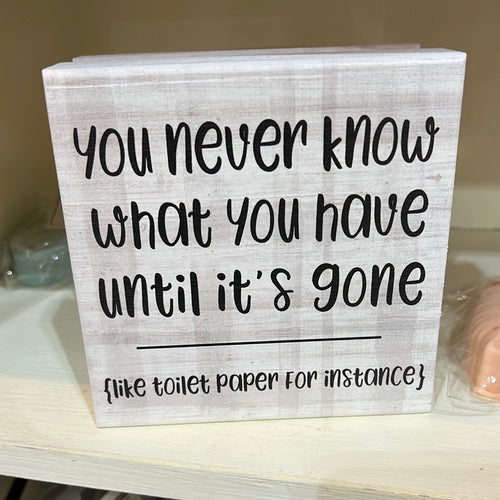 you never know
what you have
until it's gone
{like toilet paper for instance}